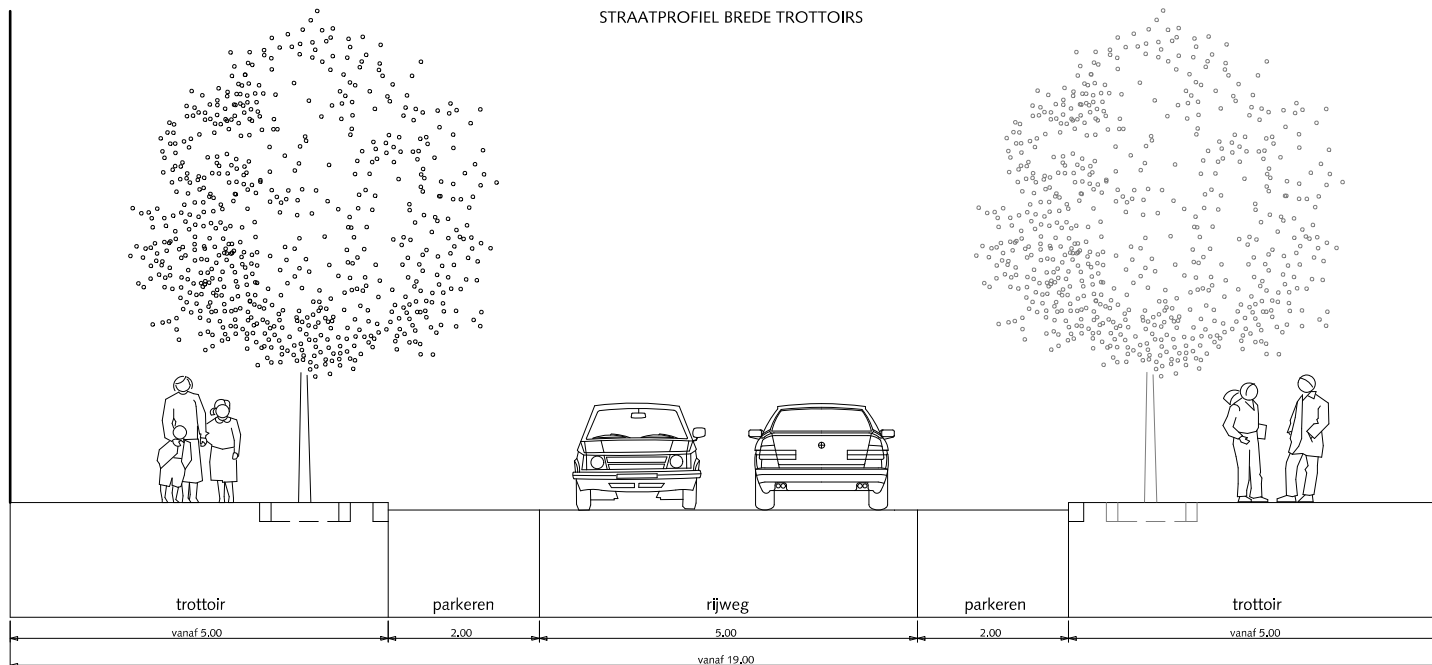 STRAATPROFIEL BREDE TROTTOIRS
trottoir parkeren rijweg parkeren trottoir
vanaf 5.00 2.00 5.00 2.00 vanaf 5.00
vanaf 19.00